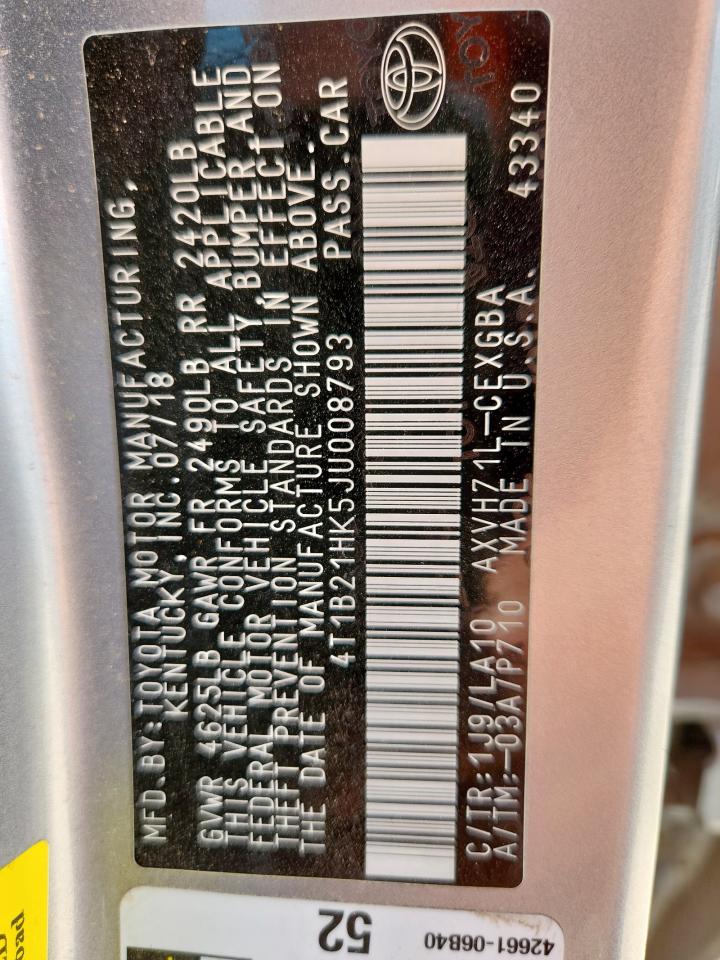 MFD.BY:TOYOTA MOTOR MANUFACTURING,
KENTUCKY, INC.07/18
GVWR 4625LB GAWR FR 2490LB RR 2420LB
THIS VEHICLE CONFORMS TO ALL APPLICABLE
FEDERAL MOTOR VEHICLE SAFETY BUMPER AND
THEFT PREVENTION STANDARDS IN EFFECT ON
THE DATE OF MANUFACTURE SHOWN ABOVE.
4T1B21HK5JU008793 PASS.CAR
C/TR:1J9/LA10 AXVH71L-CEXGBA
A/TM:-03A/P710 MADE IN U.S.A. 43340
TOY
52
42661-06B40
oad